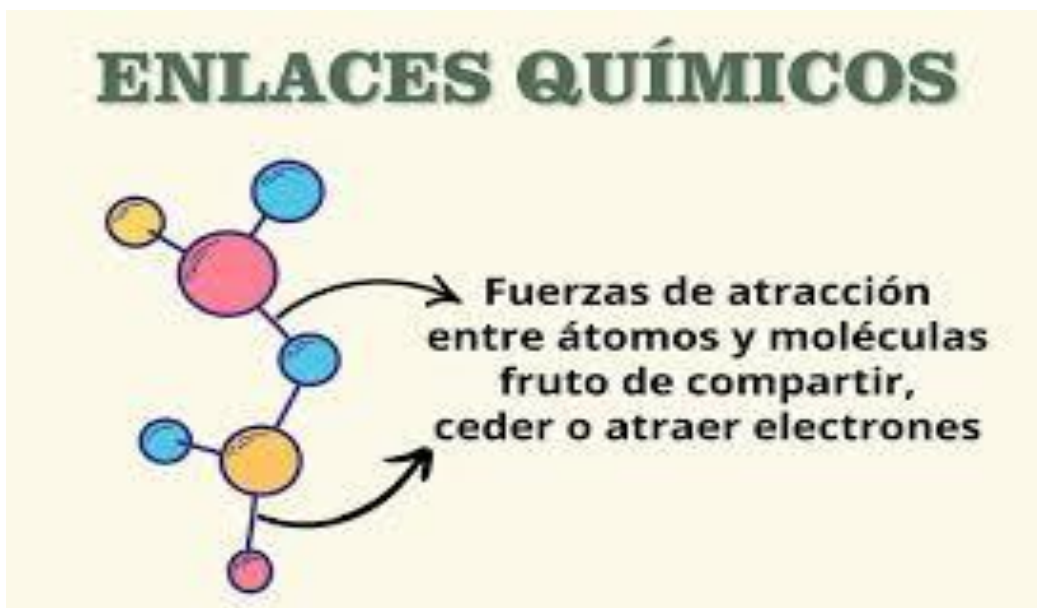 ENLACES QUÍMICOS
Fuerzas de atracción
entre átomos y moléculas
fruto de compartir,
ceder o atraer electrones